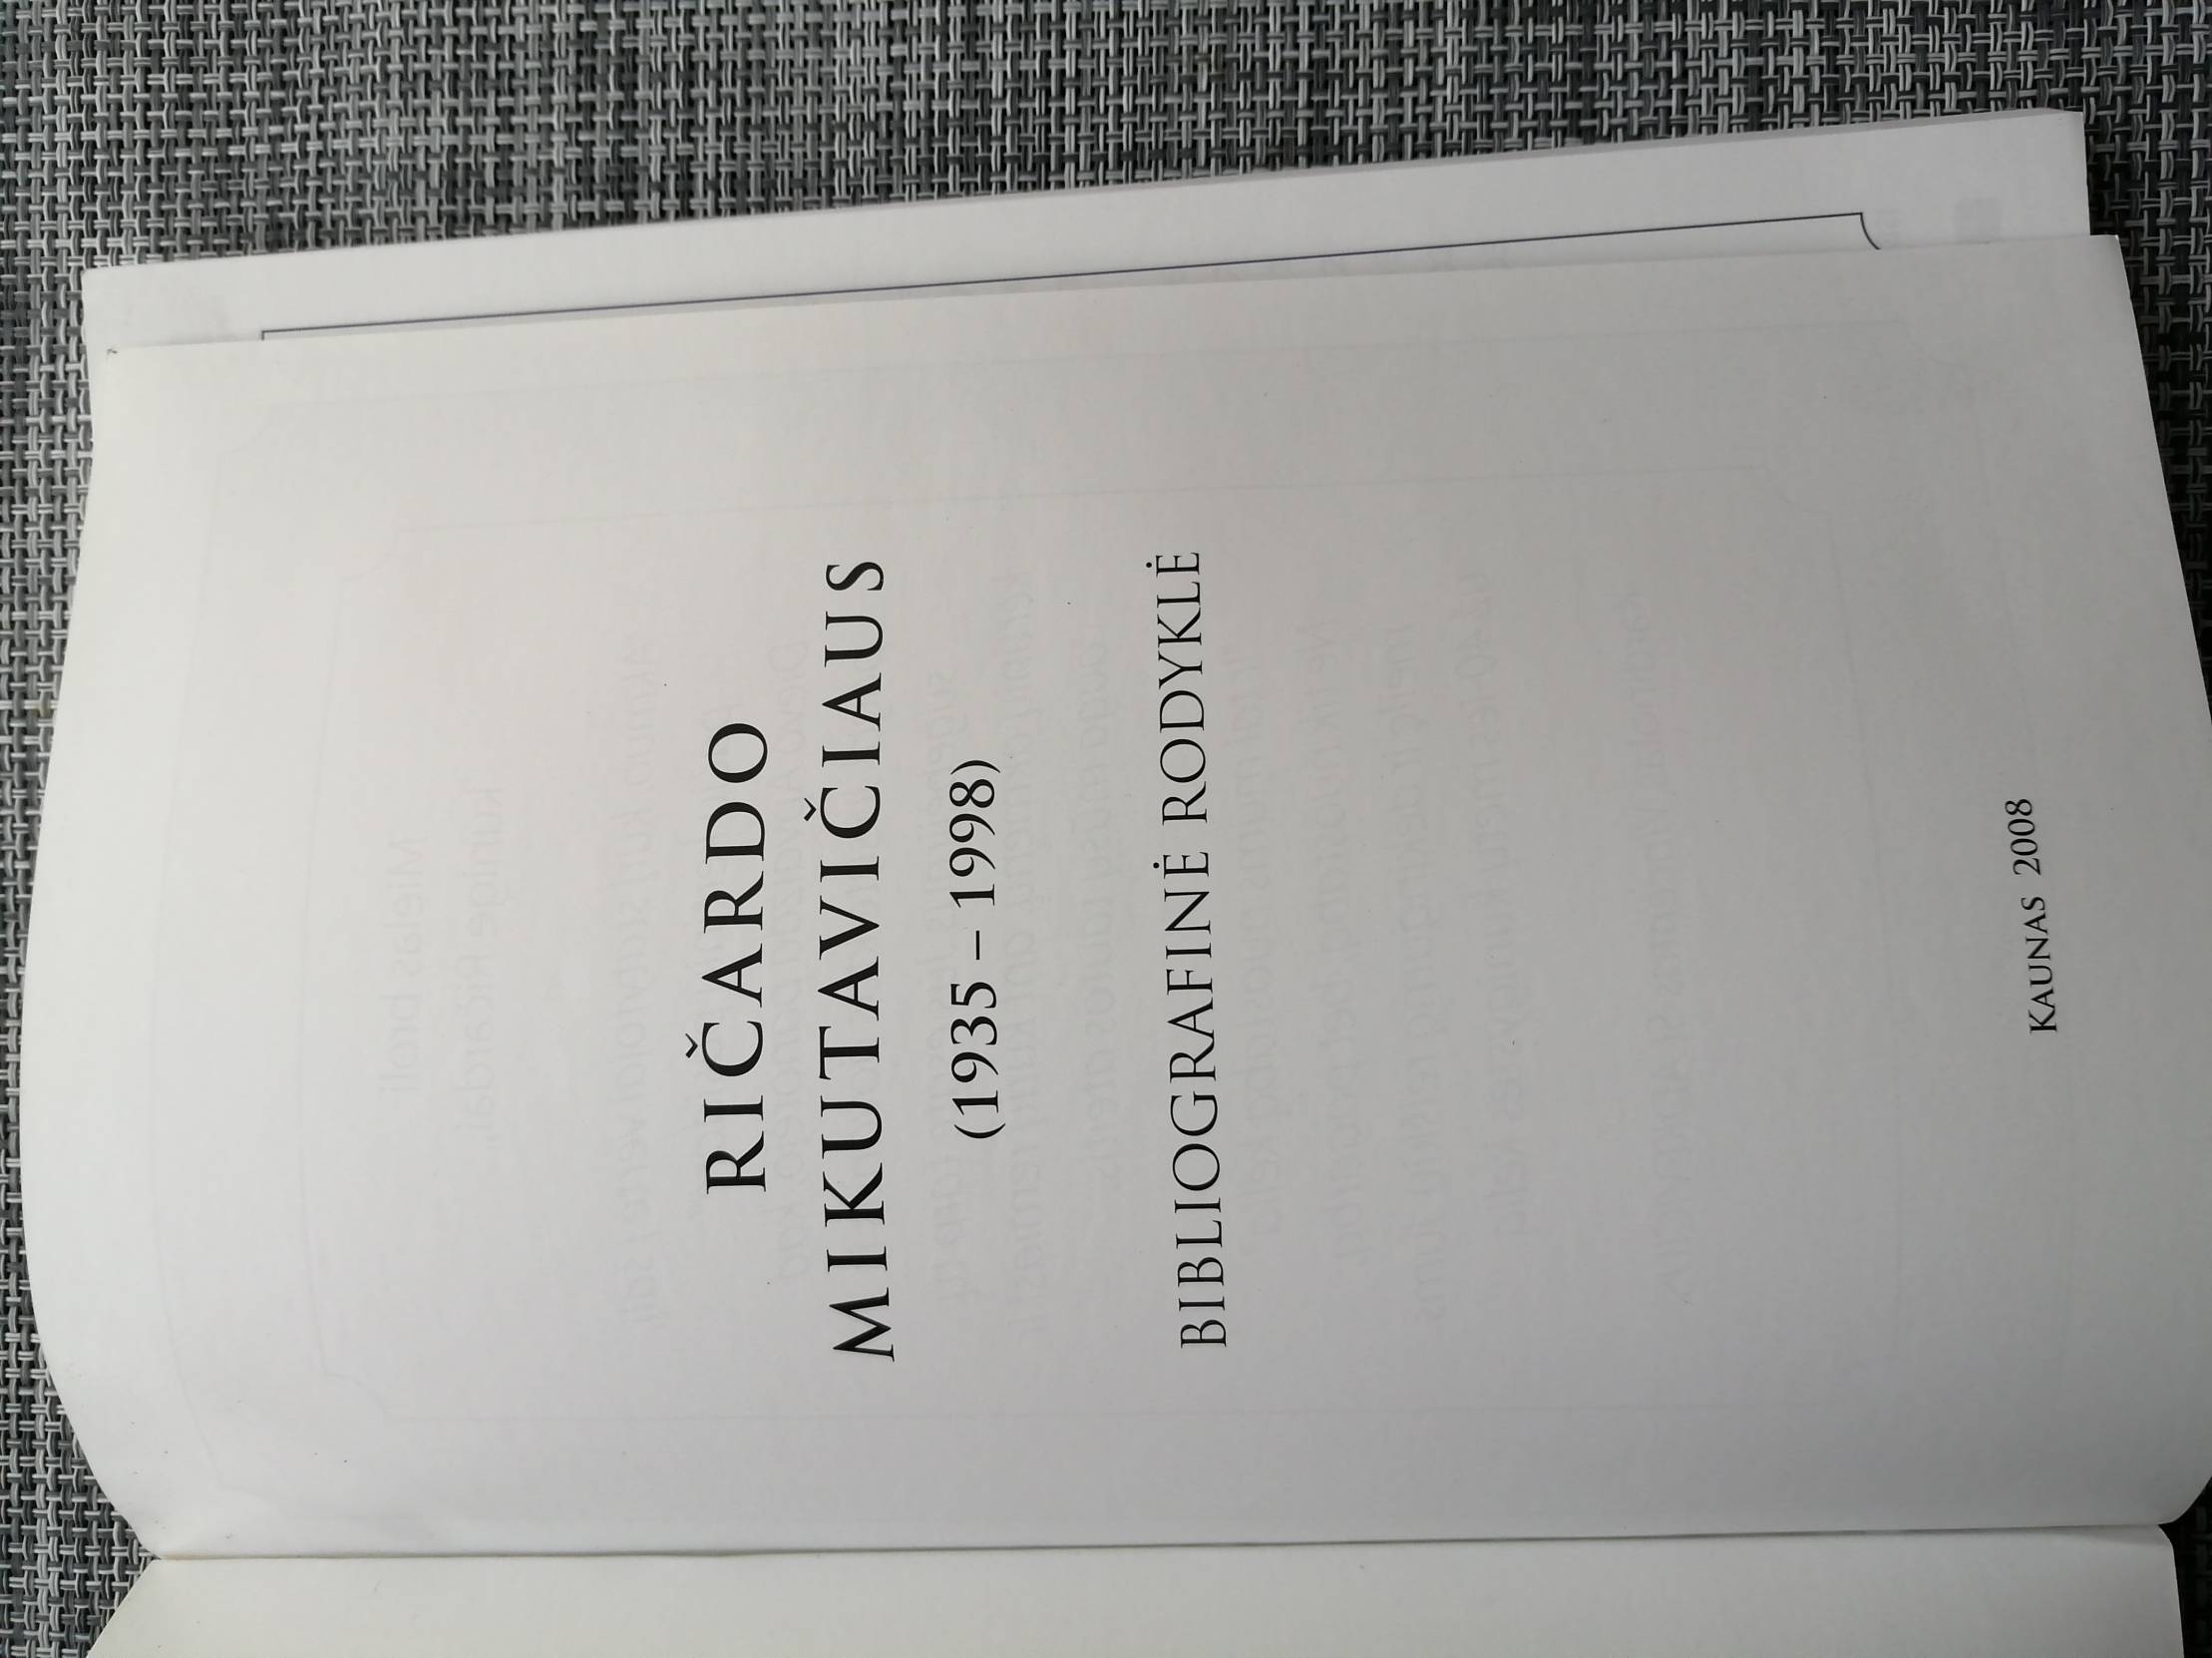 RIČARDO
MIKUTAVIČIAUS
(1935 – 1998)
BIBLIOGRAFINĖ RODYKLĖ
KAUNAS 2008